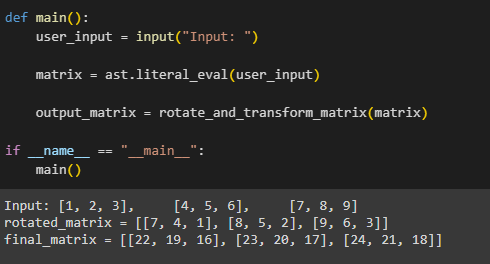 def main():
    user_input = input("Input: ")
    matrix = ast.literal_eval(user_input)
    output_matrix = rotate_and_transform_matrix(matrix)
if __name__ == "__main__":
    main()
Input: [1, 2, 3],     [4, 5, 6],     [7, 8, 9]
rotated_matrix = [[7, 4, 1], [8, 5, 2], [9, 6, 3]]
final_matrix = [[22, 19, 16], [23, 20, 17], [24, 21, 18]]